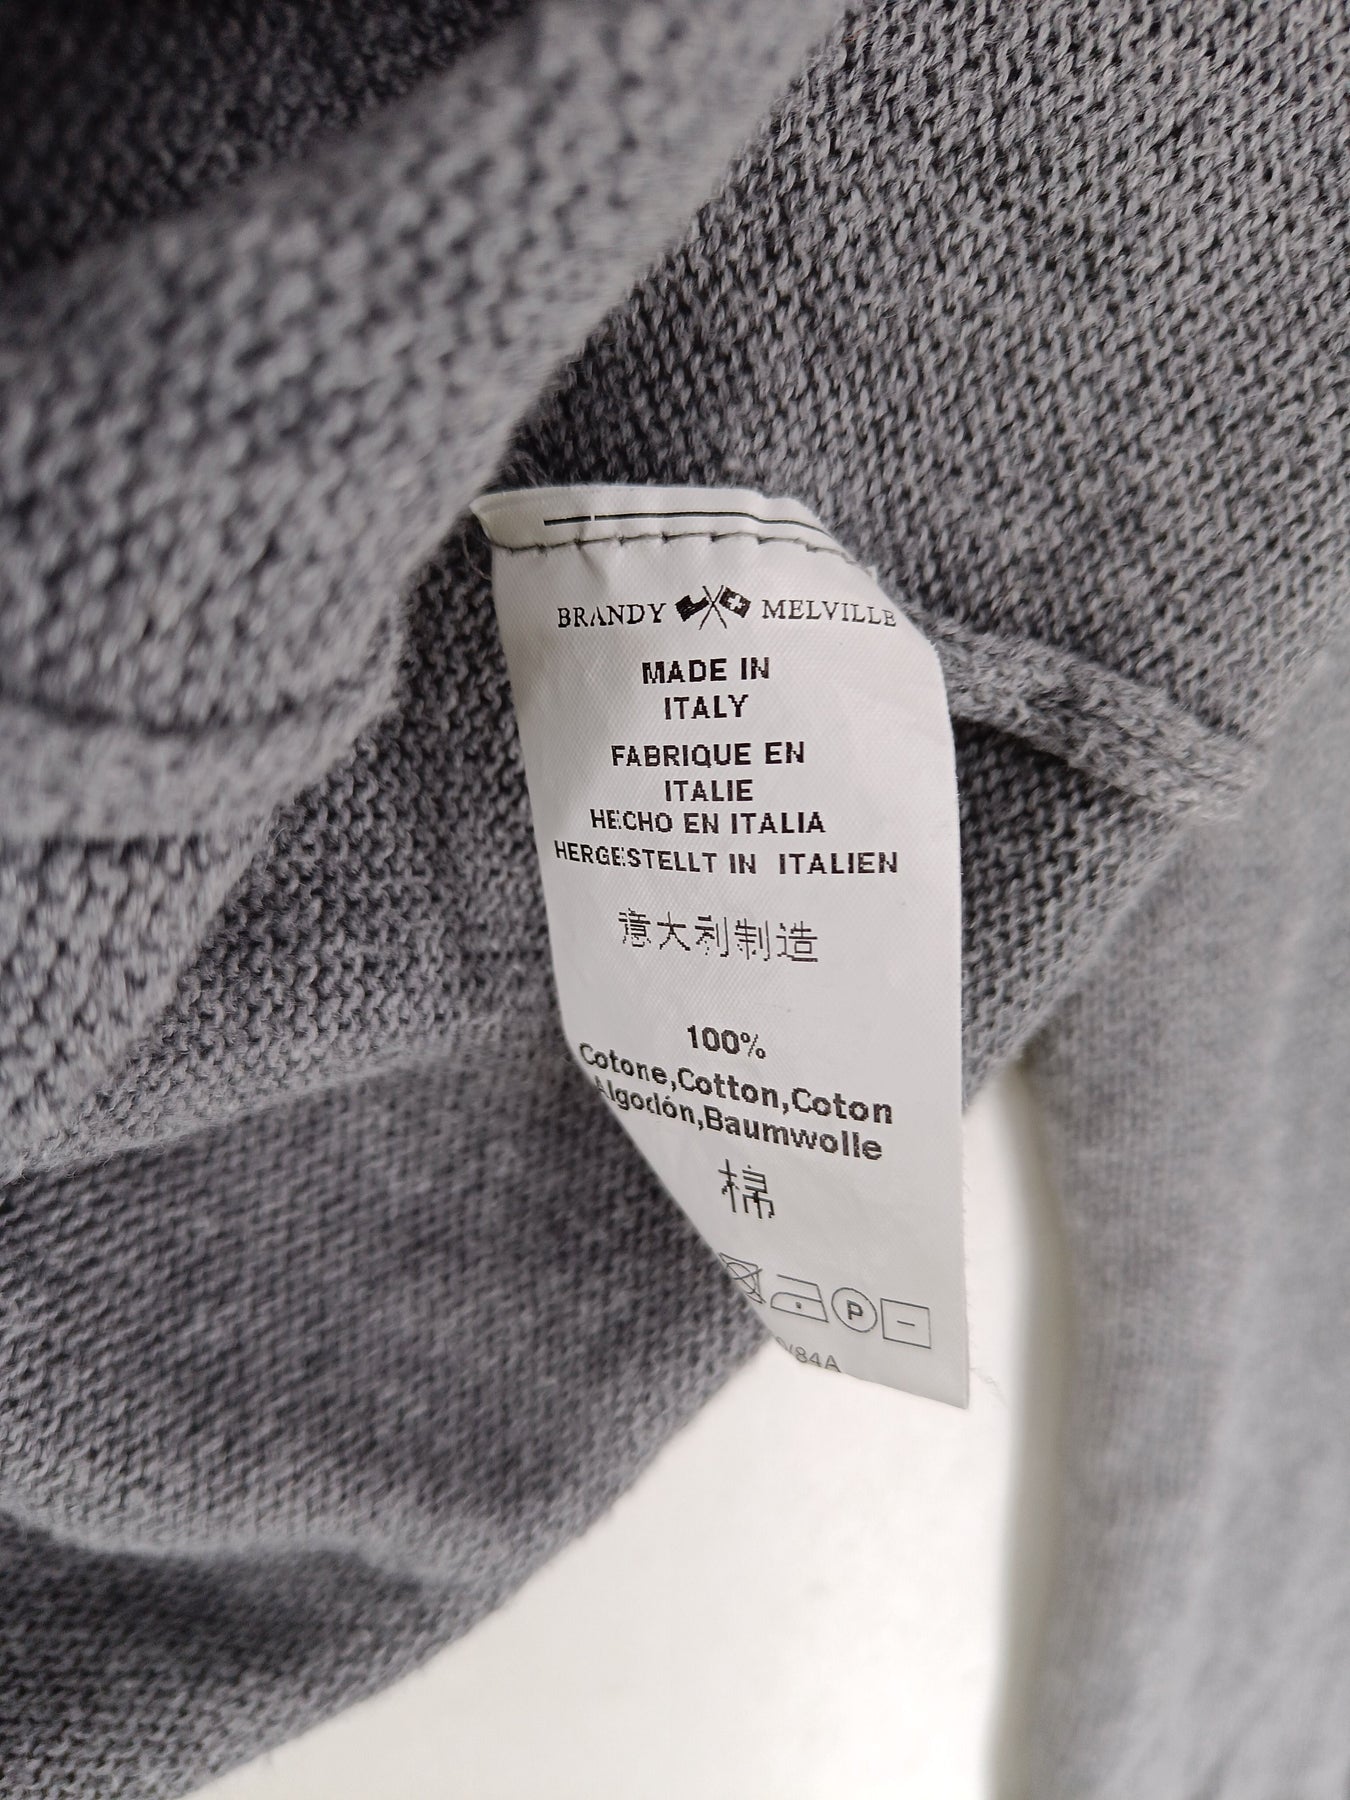 BRANDY MELVILLE
MADE IN
ITALY
FABRIQUE EN
ITALIE
HECHO EN ITALIA
HERGESTELLT IN ITALIEN
意大利制造
100%
Cotone,Cotton,Coton
Algodón,Baumwolle
棉
P
/84A